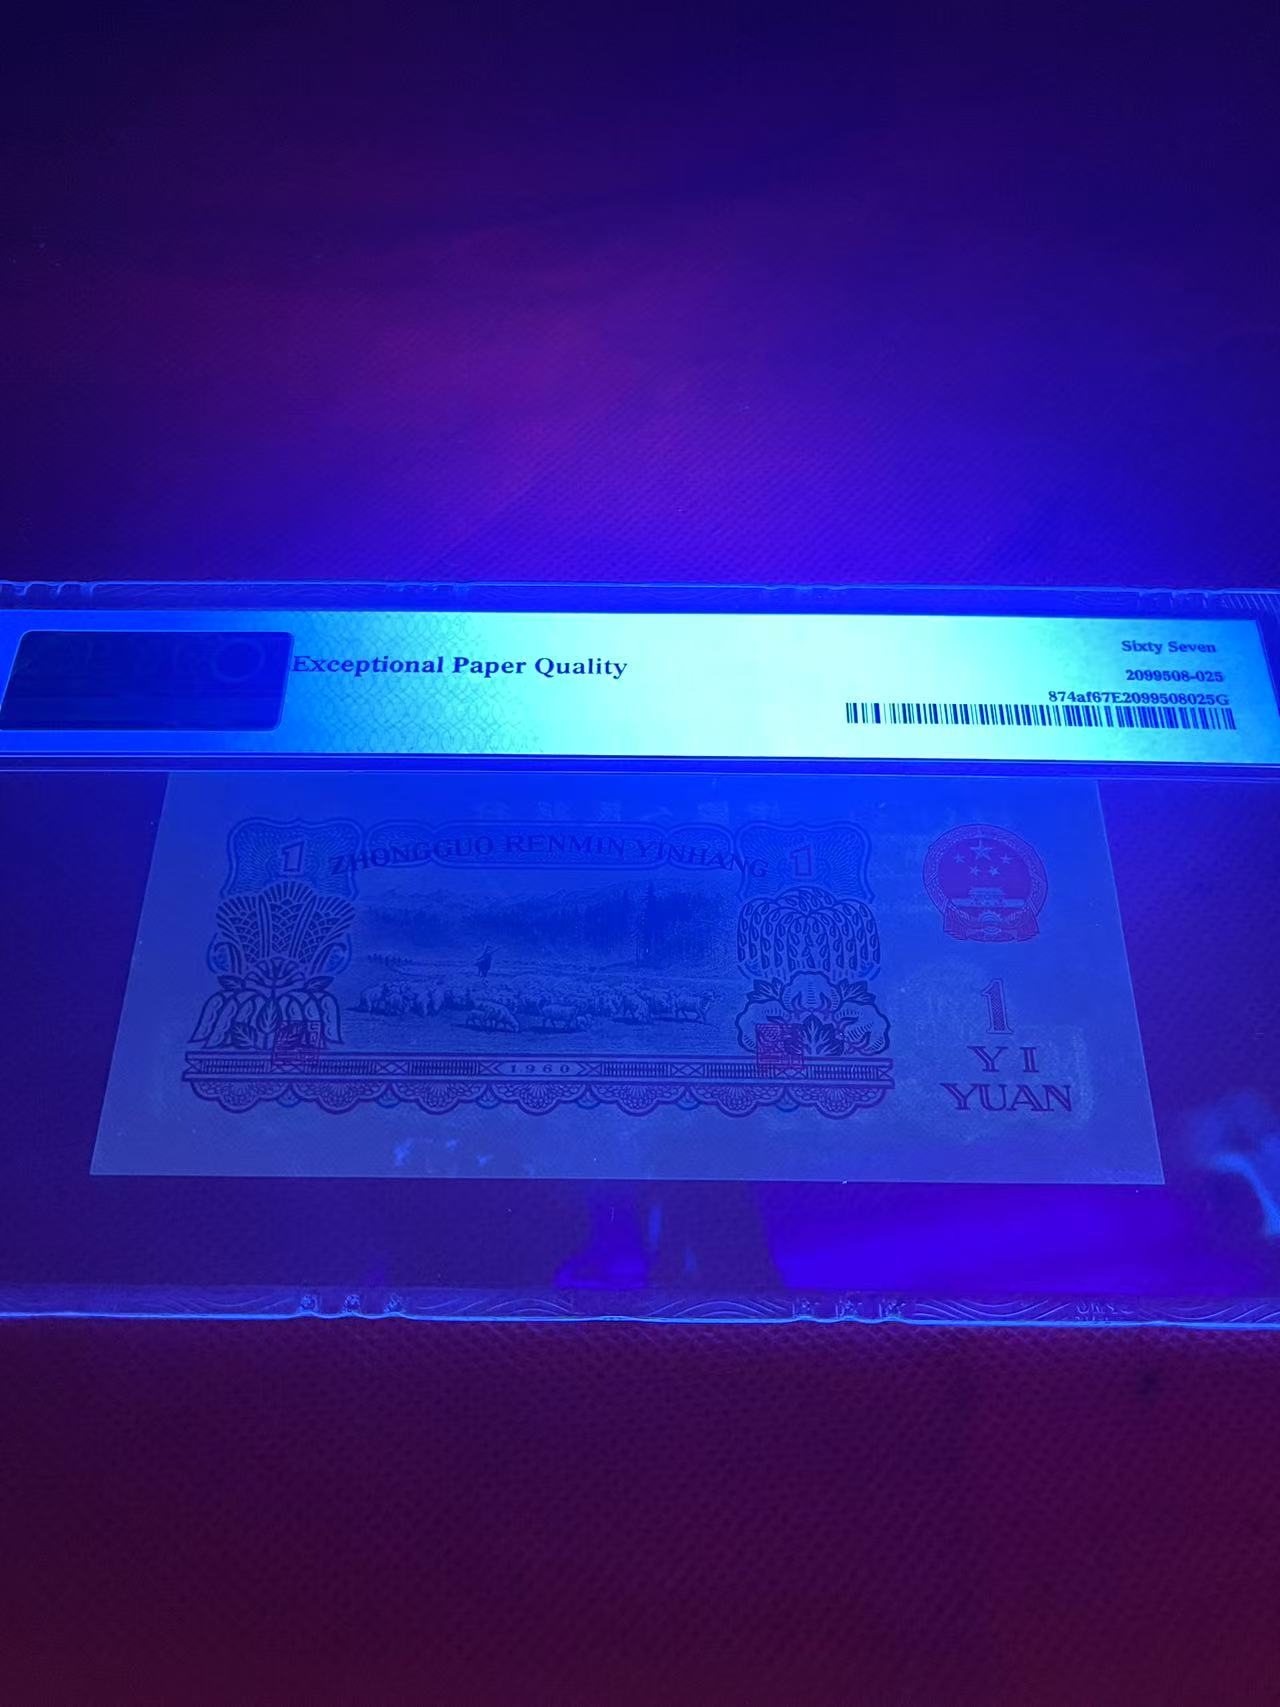 Exceptional Paper Quality
Sixty Seven
2099508-025
874af67E2099508025G
1
ZHONGGUO RENMIN YINHANG
1
1960
1
YI
YUAN